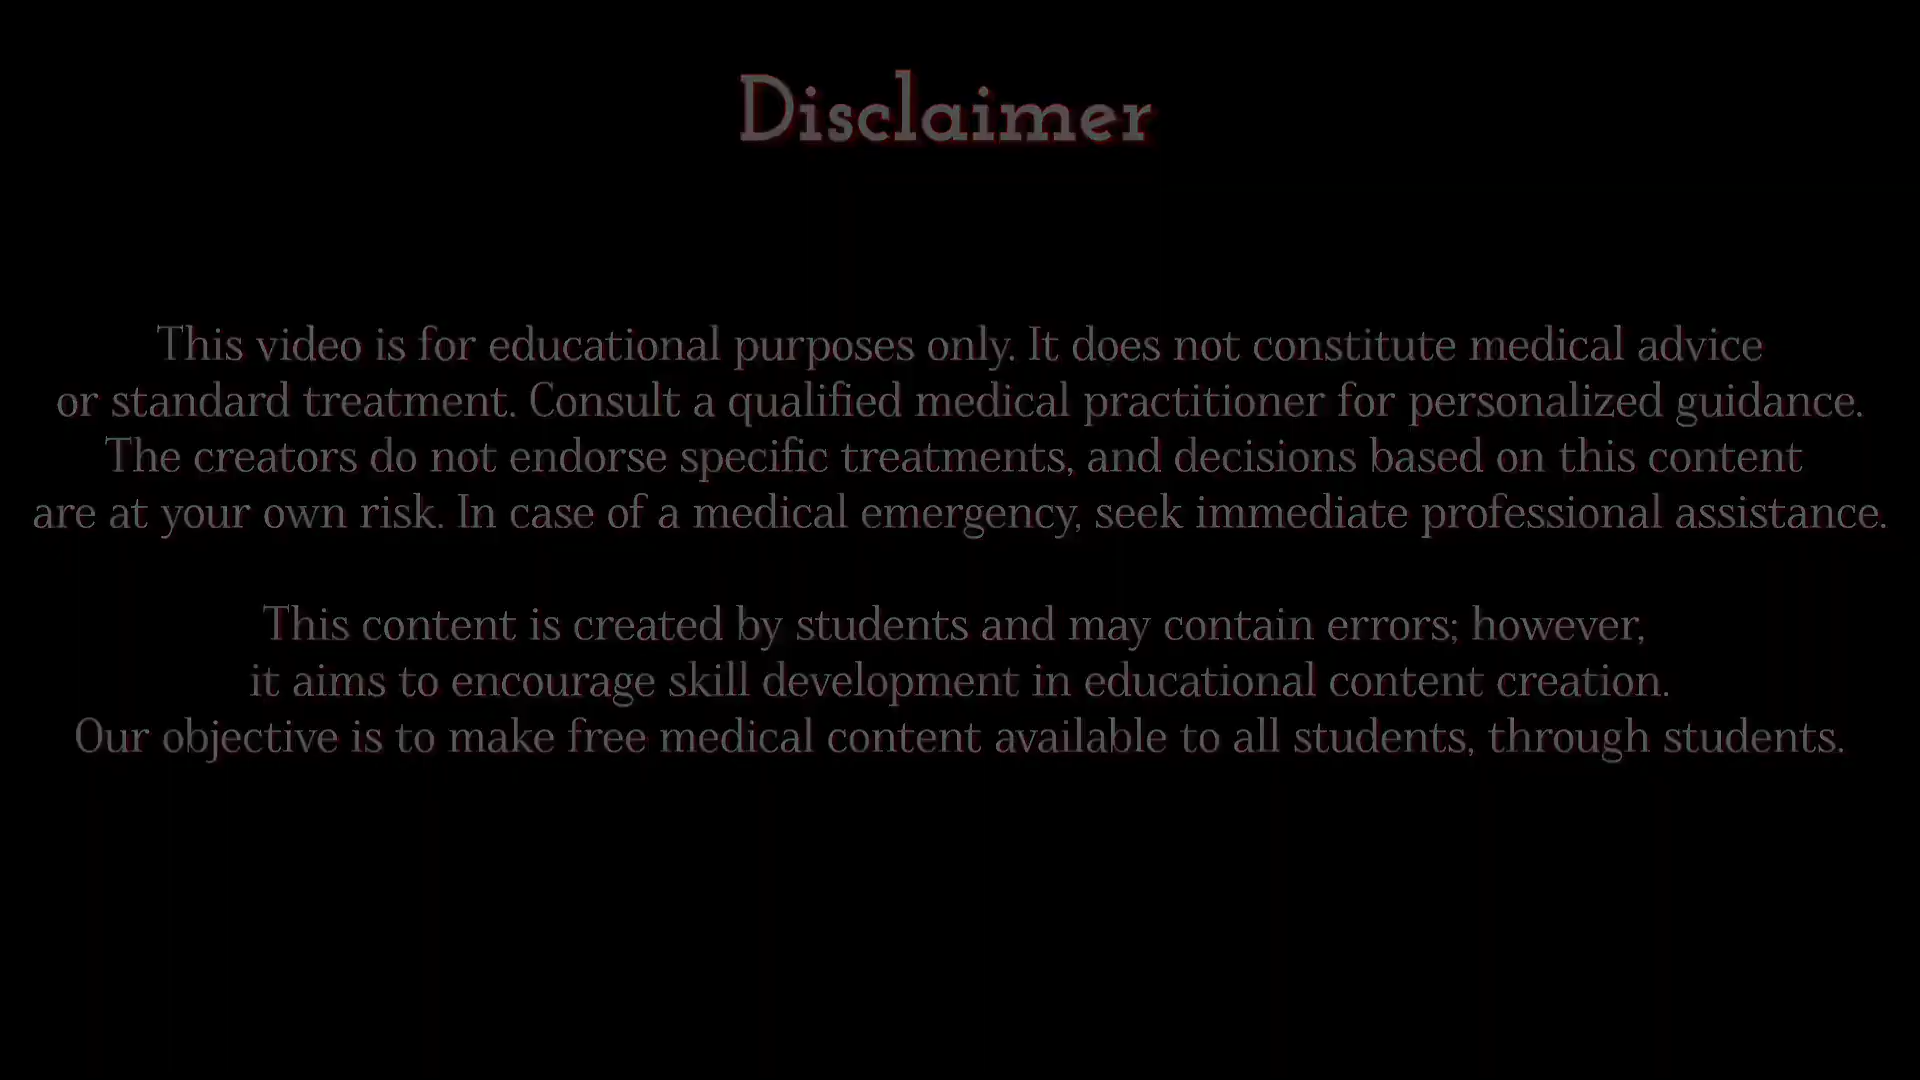 Disclaimer
This video is for educational purposes only. It does not constitute medical advice
or standard treatment. Consult a qualified medical practitioner for personalized guidance.
The creators do not endorse specific treatments, and decisions based on this content
are at your own risk. In case of a medical emergency, seek immediate professional assistance.
This content is created by students and may contain errors; however,
it aims to encourage skill development in educational content creation.
Our objective is to make free medical content available to all students, through students.